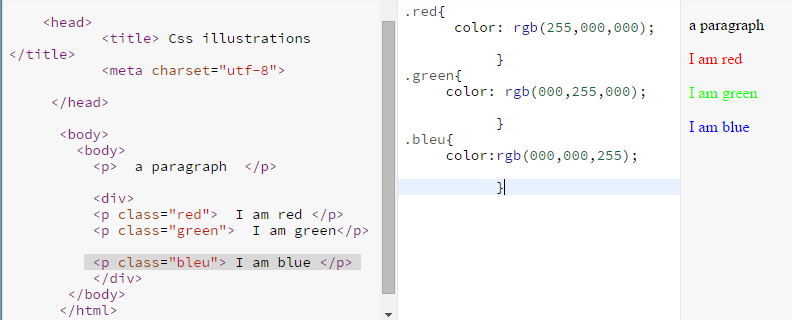 <head>
<title> Css illustrations
</title>
<meta charset="utf-8">
</head>
<body>
<body>
<p>  a paragraph  </p>
<div>
<p class="red">  I am red </p>
<p class="green">  I am green</p>
<p class="bleu"> I am blue </p>
</div>
</body>
</html>
.red{
color: rgb(255,000,000);
}
.green{
color: rgb(000,255,000);
}
.bleu{
color:rgb(000,000,255);
}
a paragraph
I am red
I am green
I am blue